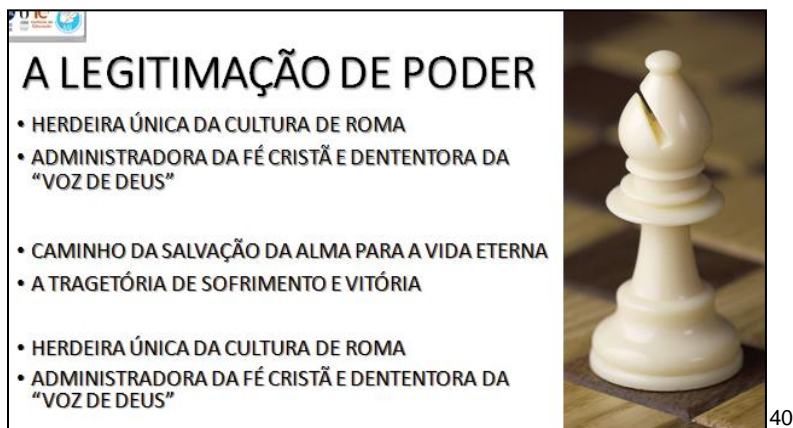 A LEGITIMAÇÃO DE PODER
• HERDEIRA ÚNICA DA CULTURA DE ROMA
• ADMINISTRADORA DA FÉ CRISTÃ E DENTENTORA DA
“VOZ DE DEUS”
• CAMINHO DA SALVAÇÃO DA ALMA PARA A VIDA ETERNA
• A TRAGETÓRIA DE SOFRIMENTO E VITÓRIA
• HERDEIRA ÚNICA DA CULTURA DE ROMA
• ADMINISTRADORA DA FÉ CRISTÃ E DENTENTORA DA
“VOZ DE DEUS”
40